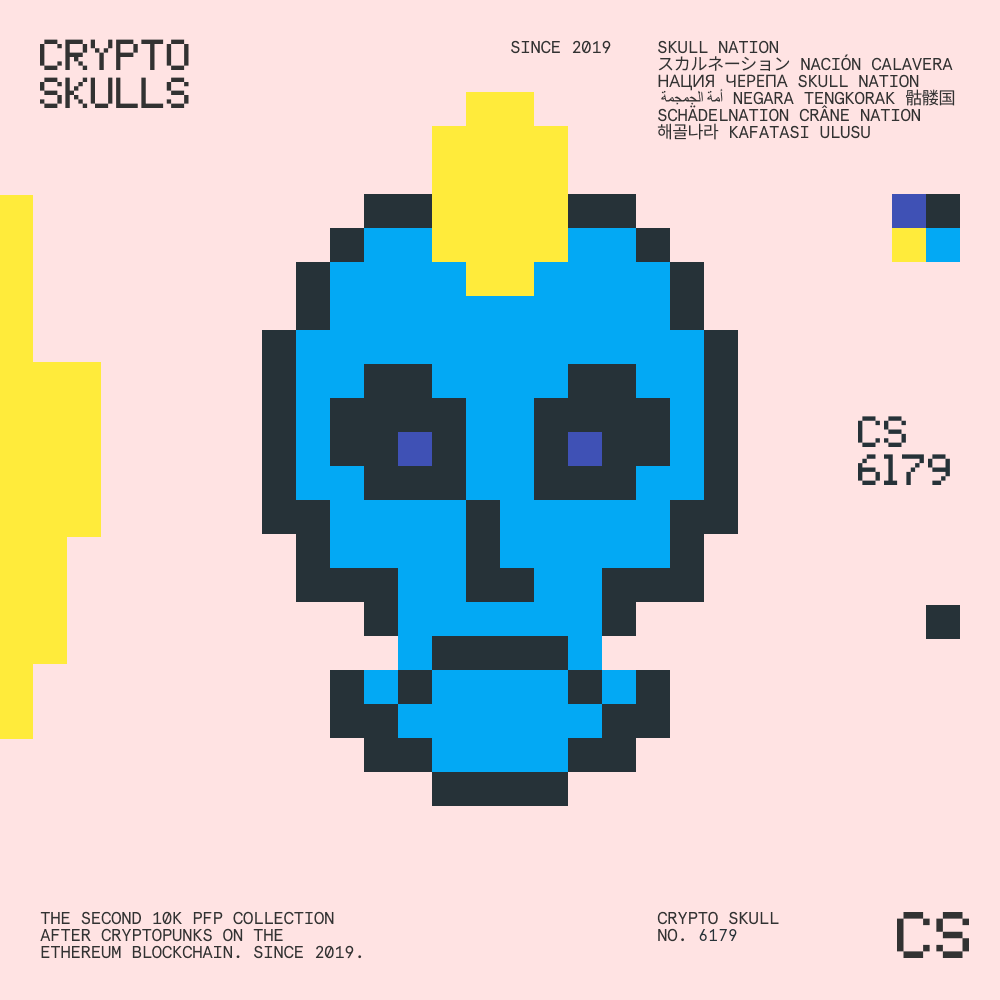 CRYPTO
SKULLS
SINCE 2019
SKULL NATION
スカルネーション NACIÓN CALAVERA
НАЦИЯ ЧЕРЕПА SKULL NATION
أمة الجمجمة NEGARA TENGKORAK 骷髅国
SCHÄDELNATION CRÂNE NATION
해골나라 KAFATASI ULUSU
CS
6179
THE SECOND 10K PFP COLLECTION
AFTER CRYPTOPUNKS ON THE
ETHEREUM BLOCKCHAIN. SINCE 2019.
CRYPTO SKULL
NO. 6179
CS